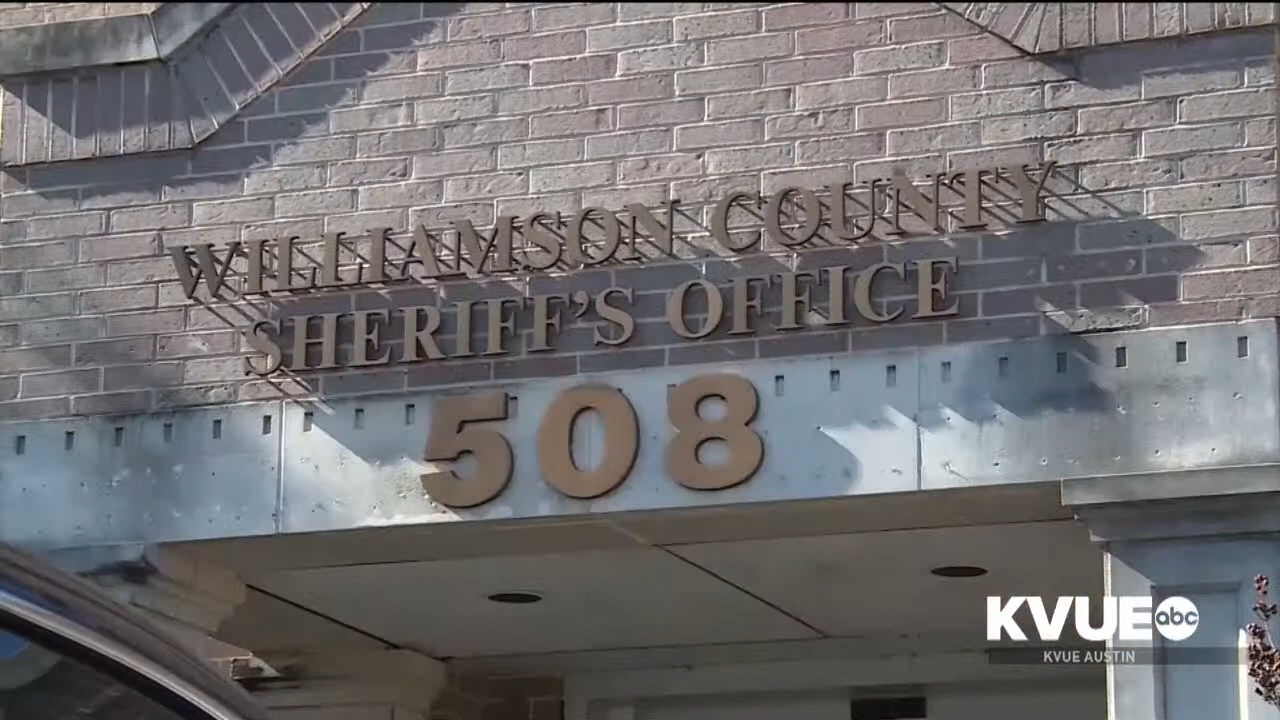 WILLIAMSON COUNTY
SHERIFF'S OFFICE
508
KVUE abc
KVUE AUSTIN